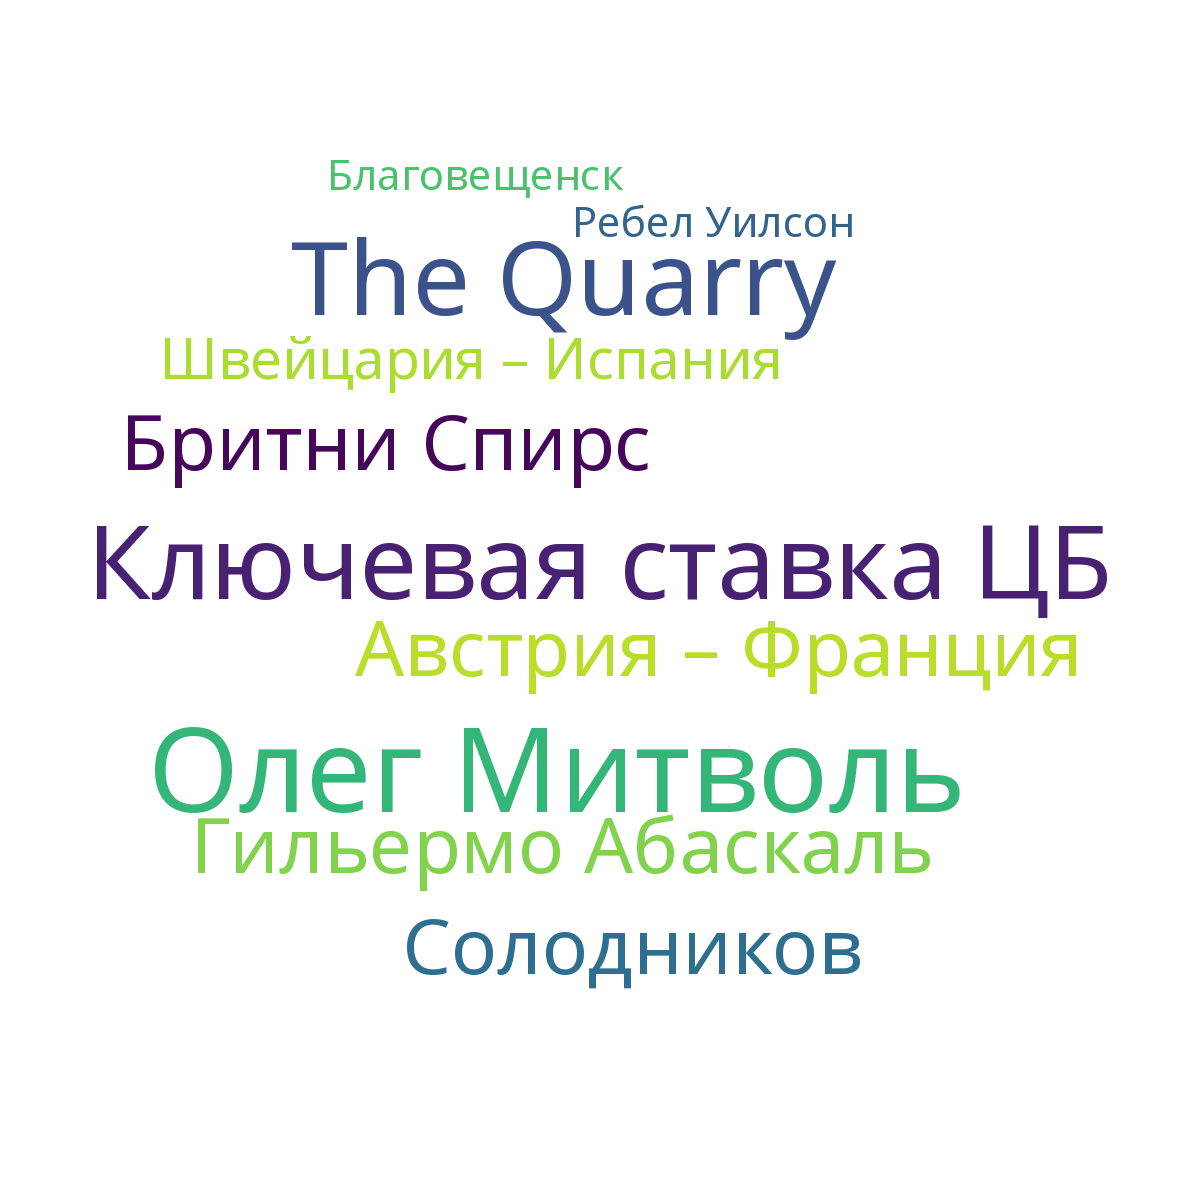 Благовещенск
Ребел Уилсон
The Quarry
Швейцария – Испания
Бритни Спирс
Ключевая ставка ЦБ
Австрия – Франция
Олег Митволь
Гильермо Абаскаль
Солодников